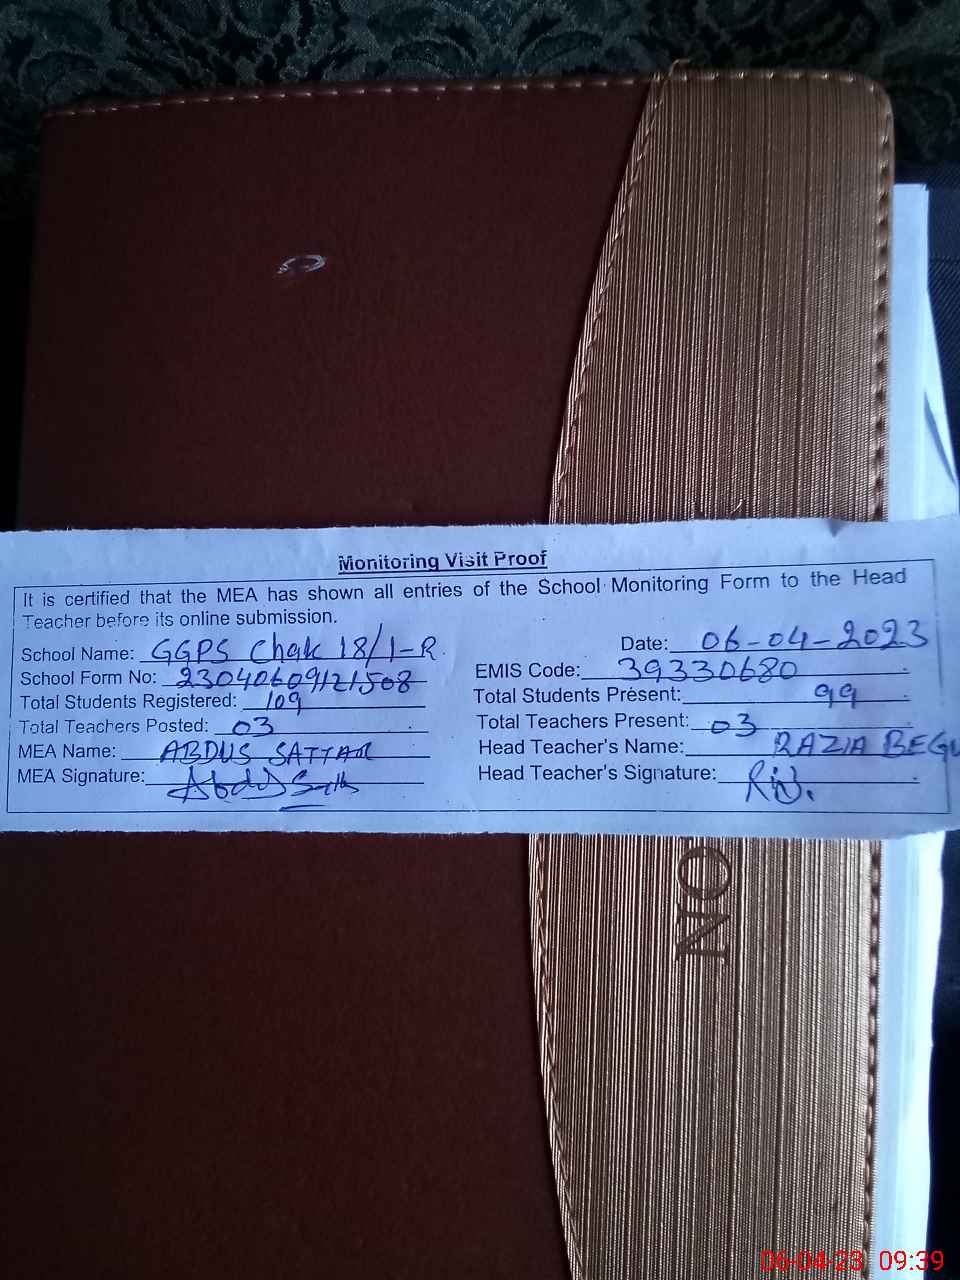 Monitoring Visit Proof
It is certified that the MEA has shown all entries of the School Monitoring Form to the Head
Teacher before its online submission.
School Name: GGPS Chak 18/1-R. Date: 06-04-2023
School Form No: 23040609121508 EMIS Code: 39330680
Total Students Registered: 109 Total Students Present: 99
Total Teachers Posted: 03 Total Teachers Present: 03
MEA Name: ABDUS SATTAR Head Teacher's Name: RAZIA BEGU
MEA Signature: Head Teacher's Signature:
NO
06-04-23 09:39